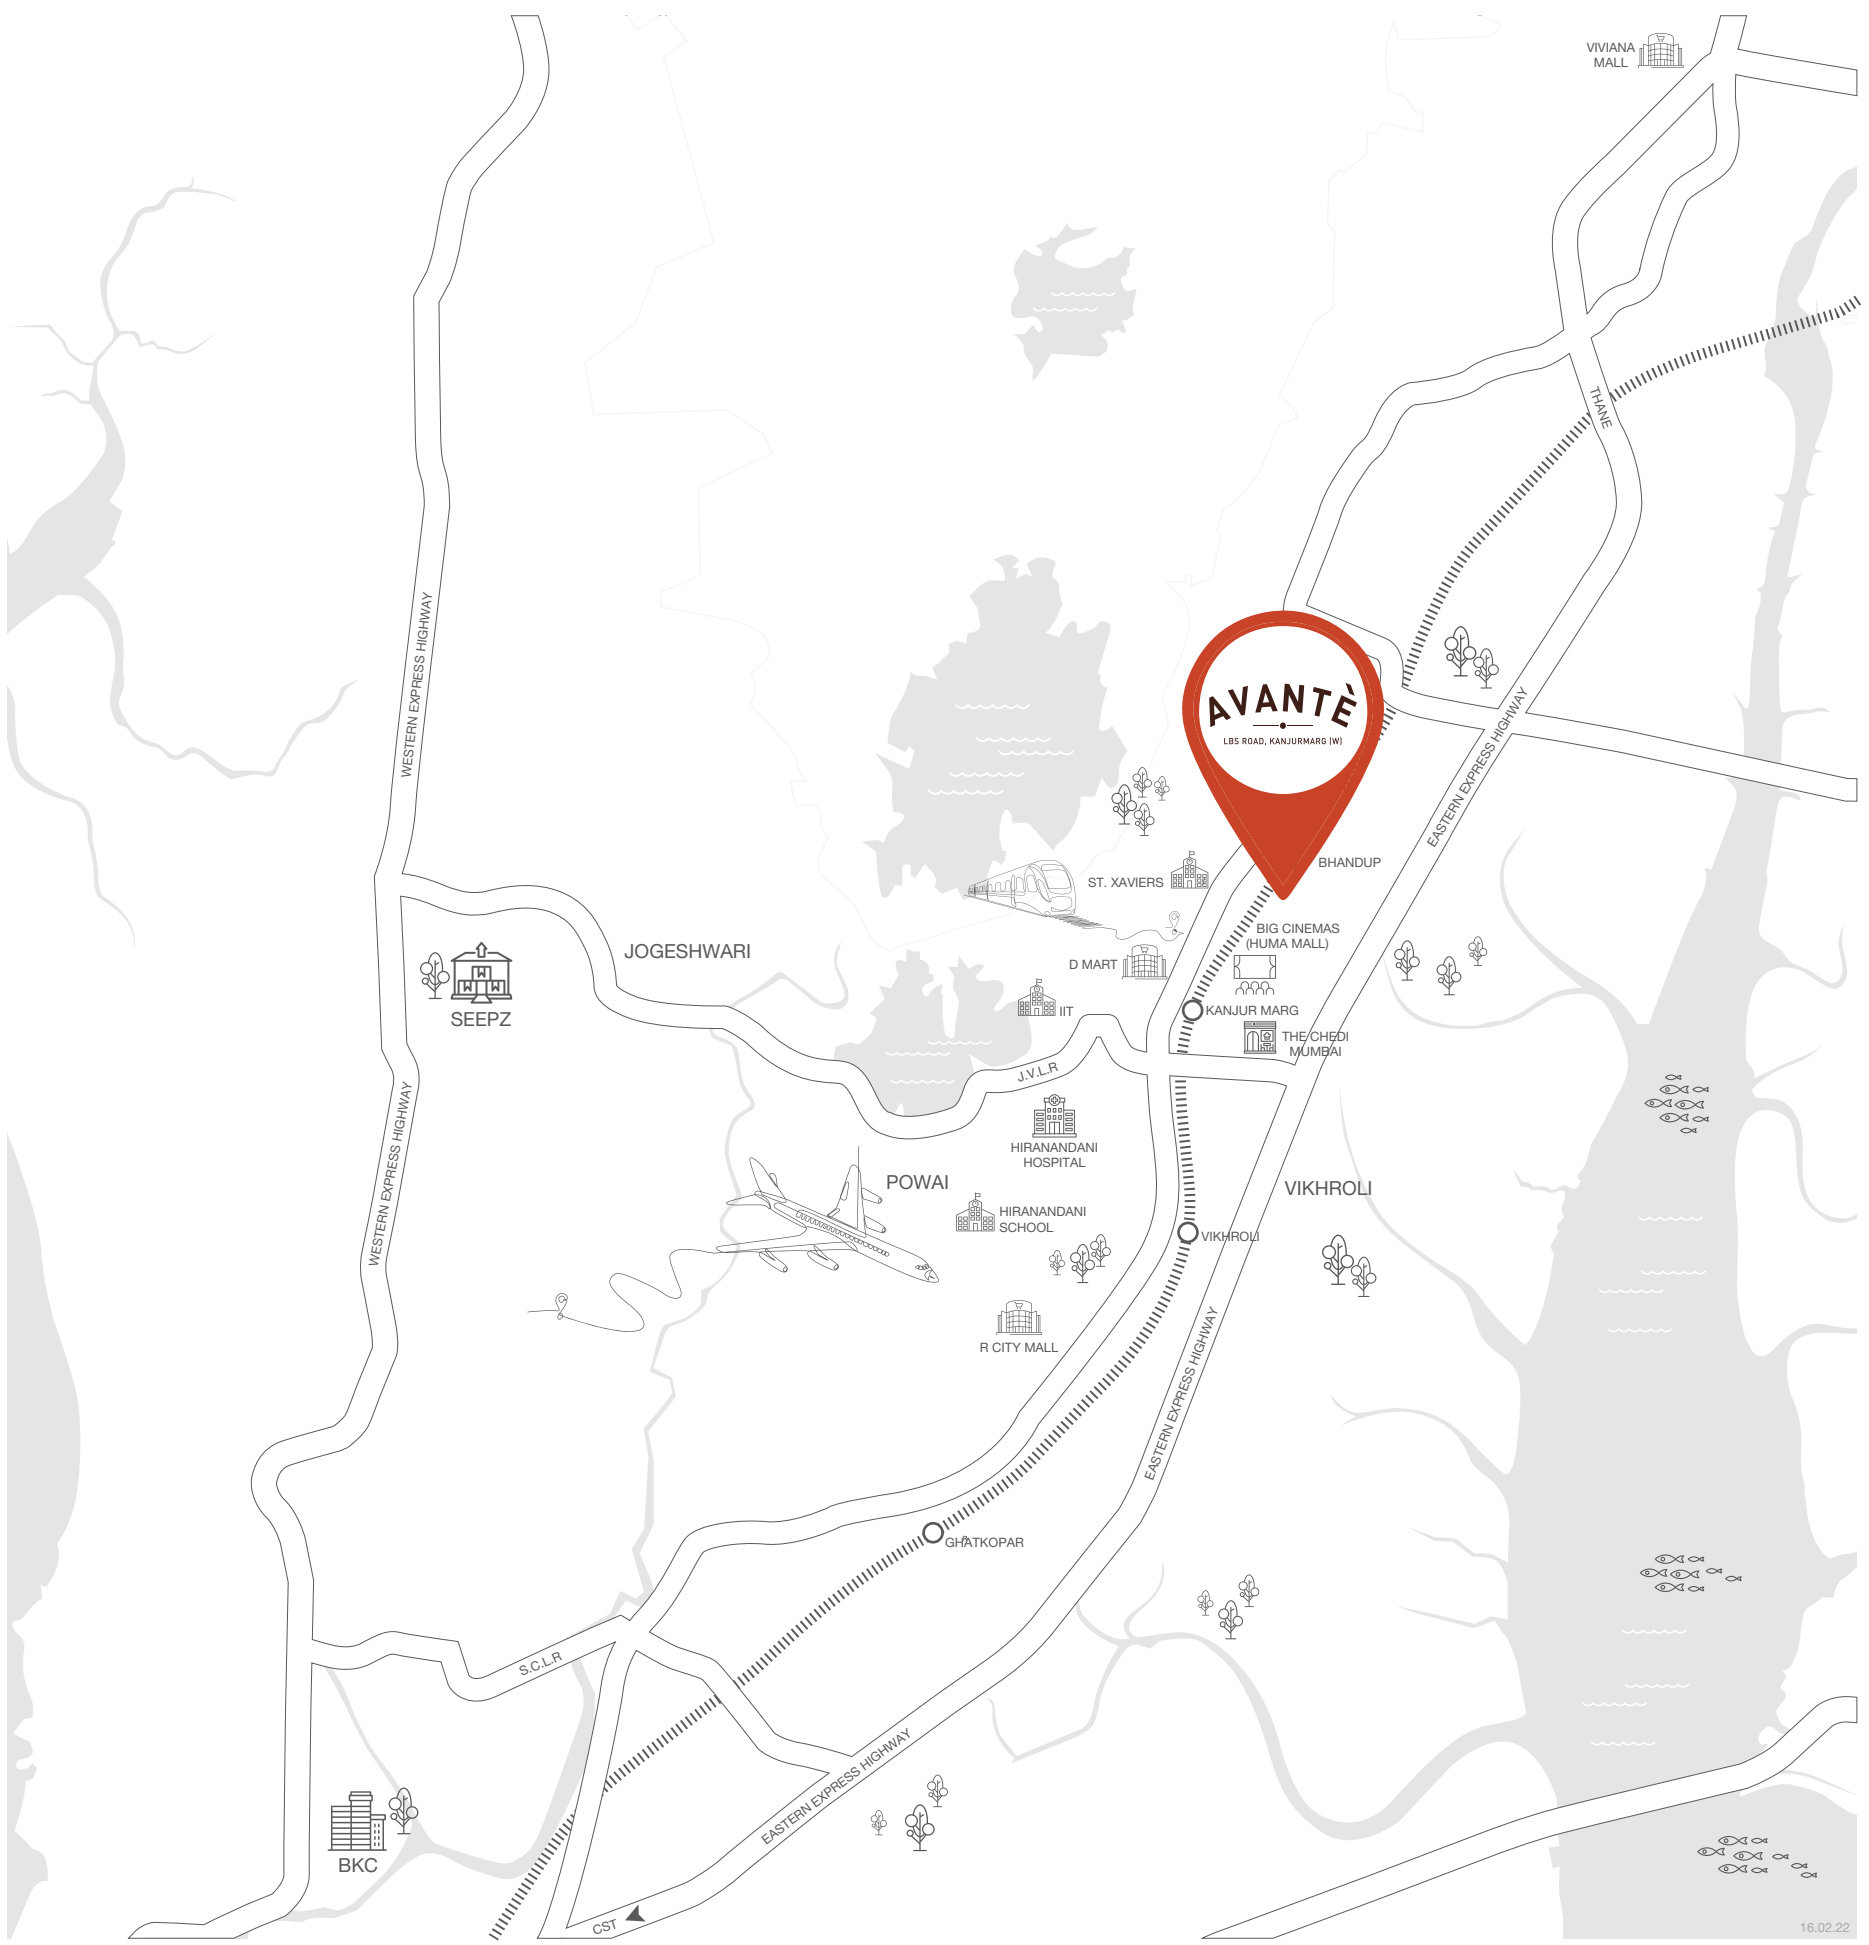 VIVIANA
MALL
THANE
WESTERN EXPRESS HIGHWAY
AVANTÈ
LBS ROAD, KANJURMARG (W)
EASTERN EXPRESS HIGHWAY
BHANDUP
ST. XAVIERS
BIG CINEMAS
(HUMA MALL)
JOGESHWARI
D MART
SEEPZ
IIT
KANJUR MARG
THE CHEDI
MUMBAI
J.V.L.R
WESTERN EXPRESS HIGHWAY
HIRANANDANI
HOSPITAL
POWAI
VIKHROLI
HIRANANDANI
SCHOOL
VIKHROLI
R CITY MALL
EASTERN EXPRESS HIGHWAY
GHATKOPAR
S.C.L.R
EASTERN EXPRESS HIGHWAY
BKC
CST
16.02.22